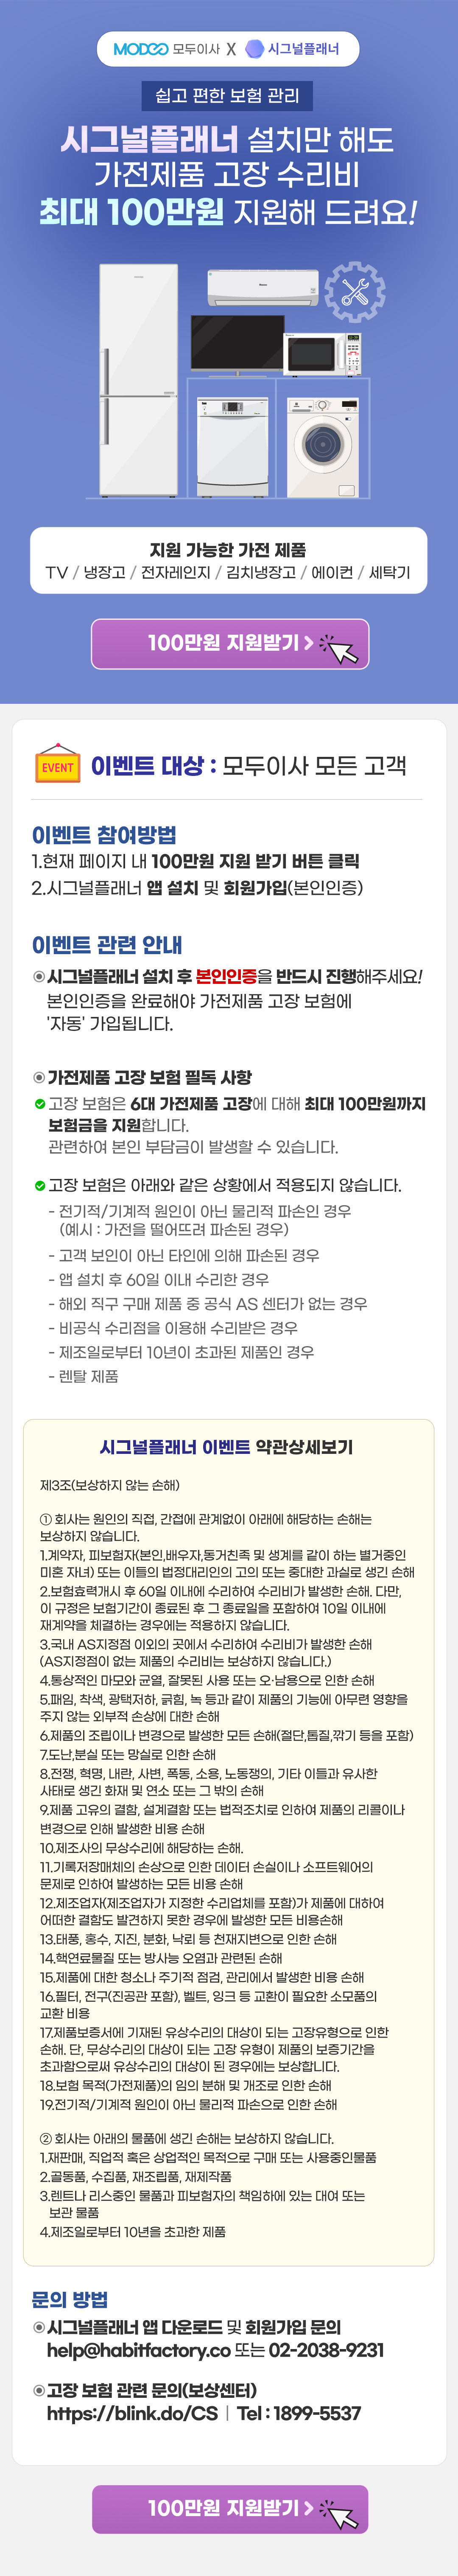 MODOO 모두이사 X 시그널플래너
쉽고 편한 보험 관리
시그널플래너 설치만 해도
가전제품 고장 수리비
최대 100만원 지원해 드려요!
지원 가능한 가전 제품
TV / 냉장고 / 전자레인지 / 김치냉장고 / 에이컨 / 세탁기
100만원 지원받기 >
EVENT 이벤트 대상 : 모두이사 모든 고객
이벤트 참여방법
1.현재 페이지 내 100만원 지원 받기 버튼 클릭
2.시그널플래너 앱 설치 및 회원가입(본인인증)
이벤트 관련 안내
시그널플래너 설치 후 본인인증을 반드시 진행해주세요!
본인인증을 완료해야 가전제품 고장 보험에
'자동' 가입됩니다.
가전제품 고장 보험 필독 사항
고장 보험은 6대 가전제품 고장에 대해 최대 100만원까지
보험금을 지원합니다.
관련하여 본인 부담금이 발생할 수 있습니다.
고장 보험은 아래와 같은 상황에서 적용되지 않습니다.
- 전기적/기계적 원인이 아닌 물리적 파손인 경우
(예시 : 가전을 떨어뜨려 파손된 경우)
- 고객 보인이 아닌 타인에 의해 파손된 경우
- 앱 설치 후 60일 이내 수리한 경우
- 해외 직구 구매 제품 중 공식 AS 센터가 없는 경우
- 비공식 수리점을 이용해 수리받은 경우
- 제조일로부터 10년이 초과된 제품인 경우
- 렌탈 제품
시그널플래너 이벤트 약관상세보기
제3조(보상하지 않는 손해)
① 회사는 원인의 직접, 간접에 관계없이 아래에 해당하는 손해는
보상하지 않습니다.
1.계약자, 피보험자(본인,배우자,동거친족 및 생계를 같이 하는 별거중인
미혼 자녀) 또는 이들의 법정대리인의 고의 또는 중대한 과실로 생긴 손해
2.보험효력개시 후 60일 이내에 수리하여 수리비가 발생한 손해. 다만,
이 규정은 보험기간이 종료된 후 그 종료일을 포함하여 10일 이내에
재계약을 체결하는 경우에는 적용하지 않습니다.
3.국내 AS지정점 이외의 곳에서 수리하여 수리비가 발생한 손해
(AS지정점이 없는 제품의 수리비는 보상하지 않습니다.)
4.통상적인 마모와 균열, 잘못된 사용 또는 오·남용으로 인한 손해
5.패임, 착색, 광택저하, 긁힘, 녹 등과 같이 제품의 기능에 아무련 영향을
주지 않는 외부적 손상에 대한 손해
6.제품의 조립이나 변경으로 발생한 모든 손해(절단,톱질,깎기 등을 포함)
7.도난,분실 또는 망실로 인한 손해
8.전쟁, 혁명, 내란, 사변, 폭동, 소용, 노동쟁의, 기타 이들과 유사한
사태로 생긴 화재 및 연소 또는 그 밖의 손해
9.제품 고유의 결함, 설계결함 또는 법적조치로 인하여 제품의 리콜이나
변경으로 인해 발생한 비용 손해
10.제조사의 무상수리에 해당하는 손해.
11.기록저장매체의 손상으로 인한 데이터 손실이나 소프트웨어의
문제로 인하여 발생하는 모든 비용 손해
12.제조업자(제조업자가 지정한 수리업체를 포함)가 제품에 대하여
어떠한 결함도 발견하지 못한 경우에 발생한 모든 비용손해
13.태풍, 홍수, 지진, 분화, 낙뢰 등 천재지변으로 인한 손해
14.핵연료물질 또는 방사능 오염과 관련된 손해
15.제품에 대한 청소나 주기적 점검, 관리에서 발생한 비용 손해
16.필터, 전구(진공관 포함), 벨트, 잉크 등 교환이 필요한 소모품의
교환 비용
17.제품보증서에 기재된 유상수리의 대상이 되는 고장유형으로 인한
손해. 단, 무상수리의 대상이 되는 고장 유형이 제품의 보증기간을
초과함으로써 유상수리의 대상이 된 경우에는 보상합니다.
18.보험 목적(가전제품)의 임의 분해 및 개조로 인한 손해
19.전기적/기계적 원인이 아닌 물리적 파손으로 인한 손해
② 회사는 아래의 물품에 생긴 손해는 보상하지 않습니다.
1.재판매, 직업적 혹은 상업적인 목적으로 구매 또는 사용중인물품
2.골동품, 수집품, 재조립품, 재제작품
3.렌트나 리스중인 물품과 피보험자의 책임하에 있는 대여 또는
보관 물품
4.제조일로부터 10년을 초과한 제품
문의 방법
시그널플래너 앱 다운로드 및 회원가입 문의
help@habitfactory.co 또는 02-2038-9231
고장 보험 관련 문의(보상센터)
https://blink.do/CS | Tel : 1899-5537
100만원 지원받기 >